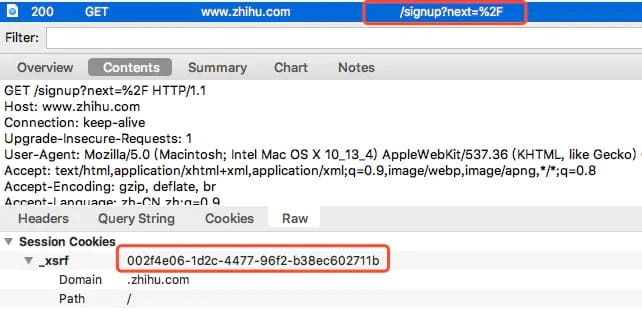 200 GET www.zhihu.com /signup?next=%2F
Filter:
Overview Contents Summary Chart Notes
GET /signup?next=%2F HTTP/1.1
Host: www.zhihu.com
Connection: keep-alive
Upgrade-Insecure-Requests: 1
User-Agent: Mozilla/5.0 (Macintosh; Intel Mac OS X 10_13_4) AppleWebKit/537.36 (KHTML, like Gecko)
Accept: text/html,application/xhtml+xml,application/xml;q=0.9,image/webp,image/apng,*/*;q=0.8
Accept-Encoding: gzip, deflate, br
Accept-Language: zh-CN,zh;q=0.9
Headers Query String Cookies Raw
Session Cookies
_xsrf 002f4e06-1d2c-4477-96f2-b38ec602711b
Domain .zhihu.com
Path /